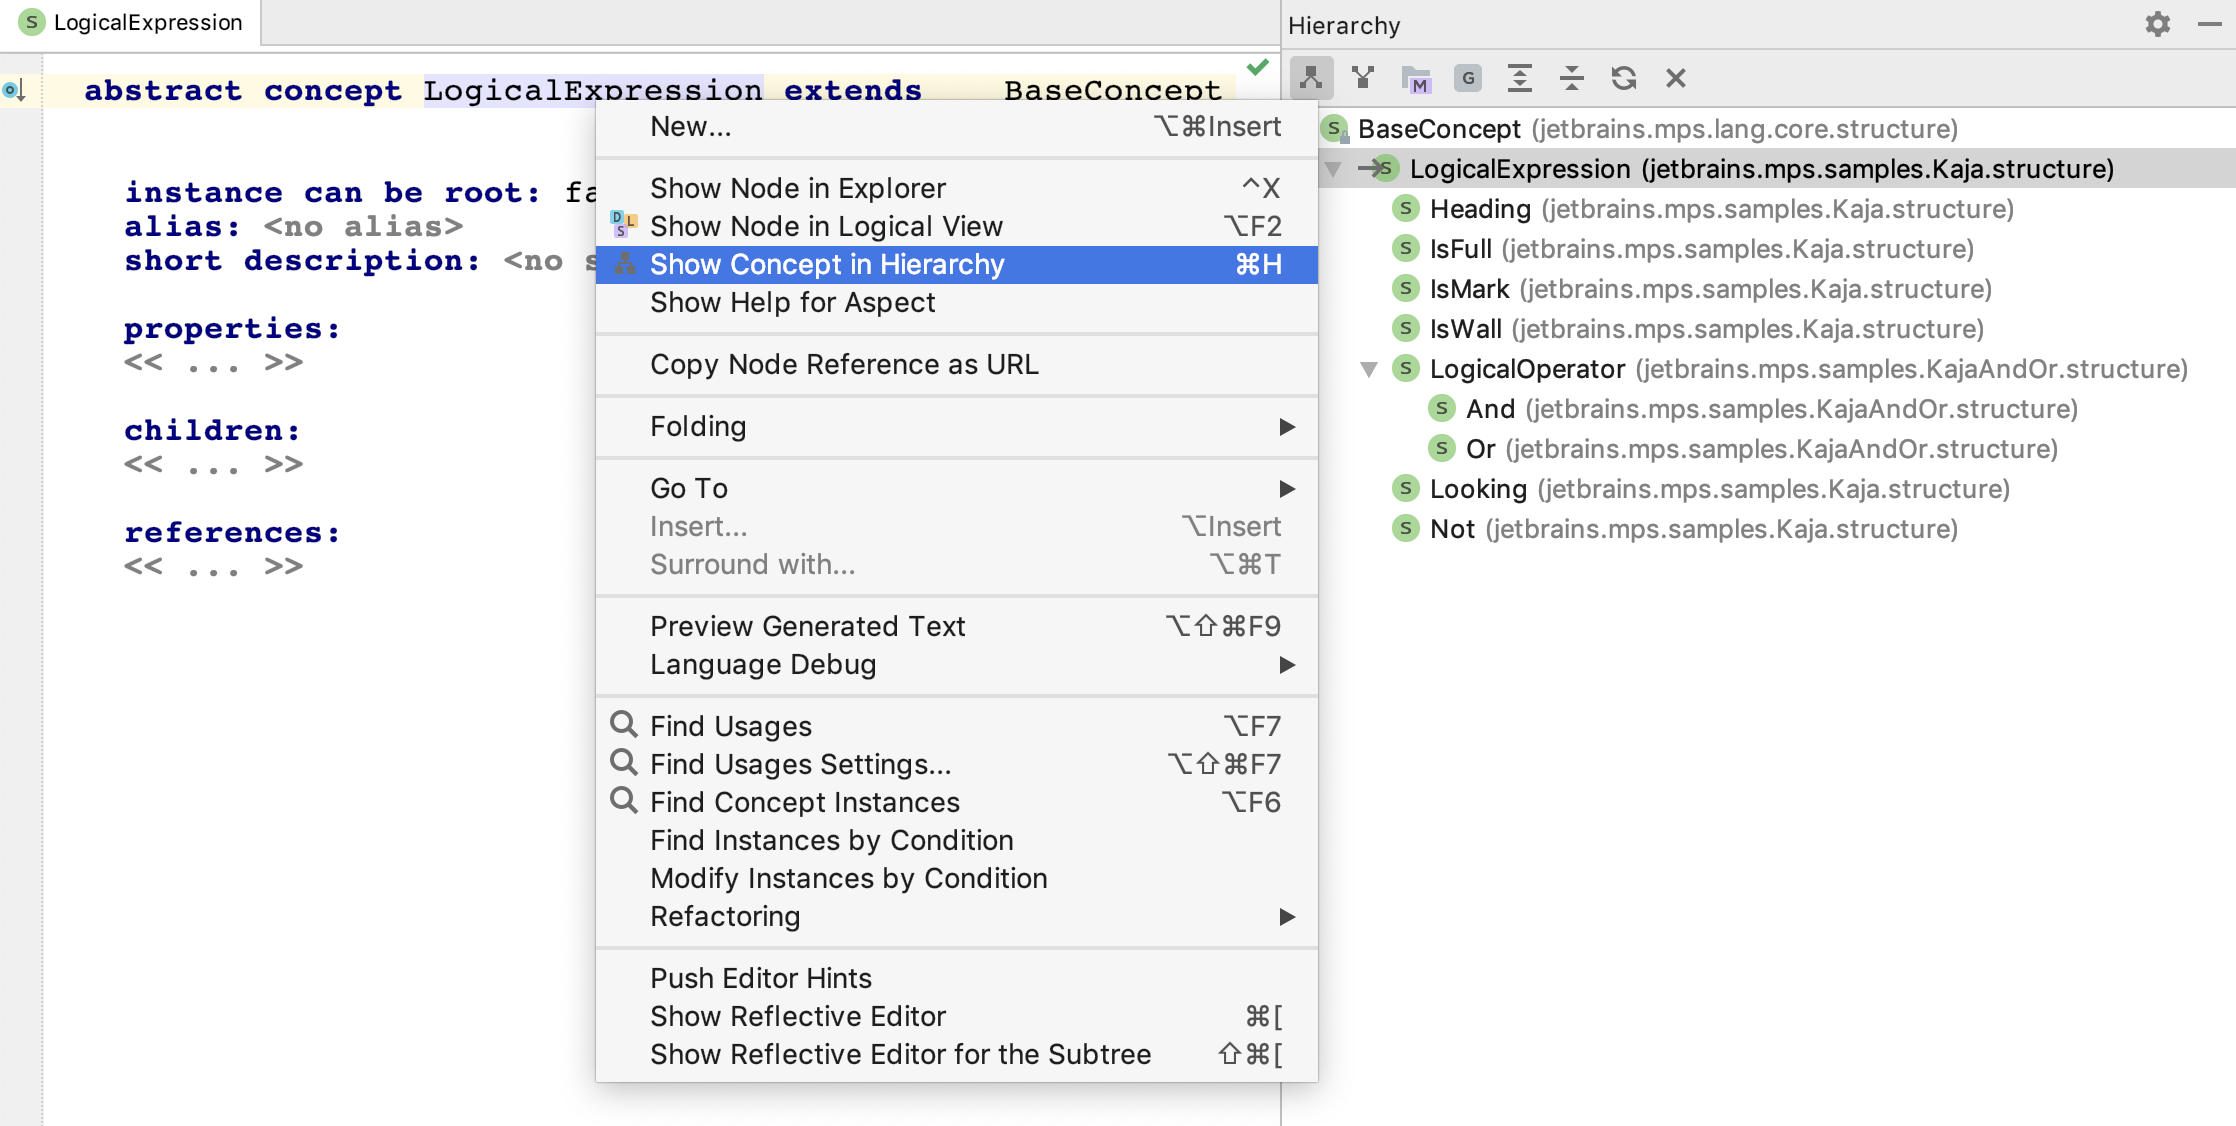 LogicalExpression
abstract concept LogicalExpression extends BaseConcept
instance can be root: fa
alias: <no alias>
short description: <no s
properties:
<< ... >>
children:
<< ... >>
references:
<< ... >>
New... ⌥⌘Insert
Show Node in Explorer ^X
Show Node in Logical View ⌥F2
Show Concept in Hierarchy ⌘H
Show Help for Aspect
Copy Node Reference as URL
Folding
Go To
Insert... ⌥Insert
Surround with... ⌥⌘T
Preview Generated Text ⌥⇧⌘F9
Language Debug
Find Usages ⌥F7
Find Usages Settings... ⌥⇧⌘F7
Find Concept Instances ⌥F6
Find Instances by Condition
Modify Instances by Condition
Refactoring
Push Editor Hints
Show Reflective Editor ⌘[
Show Reflective Editor for the Subtree ⇧⌘[
Hierarchy
BaseConcept (jetbrains.mps.lang.core.structure)
LogicalExpression (jetbrains.mps.samples.Kaja.structure)
Heading (jetbrains.mps.samples.Kaja.structure)
IsFull (jetbrains.mps.samples.Kaja.structure)
IsMark (jetbrains.mps.samples.Kaja.structure)
IsWall (jetbrains.mps.samples.Kaja.structure)
LogicalOperator (jetbrains.mps.samples.KajaAndOr.structure)
And (jetbrains.mps.samples.KajaAndOr.structure)
Or (jetbrains.mps.samples.KajaAndOr.structure)
Looking (jetbrains.mps.samples.Kaja.structure)
Not (jetbrains.mps.samples.Kaja.structure)